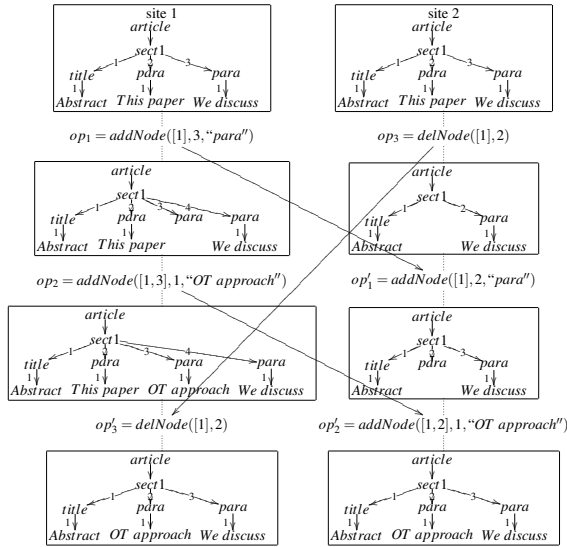 site 1
article
sect1
1 2 3
title para para
1 1 1
Abstract This paper We discuss
site 2
article
sect1
1 2 3
title para para
1 1 1
Abstract This paper We discuss
op₁ = addNode([1],3,“para″)
op₃ = delNode([1],2)
article
sect1
1 2 3 4
title para para para
1 1 1
Abstract This paper We discuss
article
sect1
1 2
title para
1 1
Abstract We discuss
op₂ = addNode([1,3],1,“OT approach″)
op′₁ = addNode([1],2,“para″)
article
sect1
1 2 3 4
title para para para
1 1 1 1
Abstract This paper OT approach We discuss
article
sect1
1 2 3
title para para
1 1
Abstract We discuss
op′₃ = delNode([1],2)
op′₂ = addNode([1,2],1,“OT approach″)
article
sect1
1 2 3
title para para
1 1 1
Abstract OT approach We discuss
article
sect1
1 2 3
title para para
1 1 1
Abstract OT approach We discuss